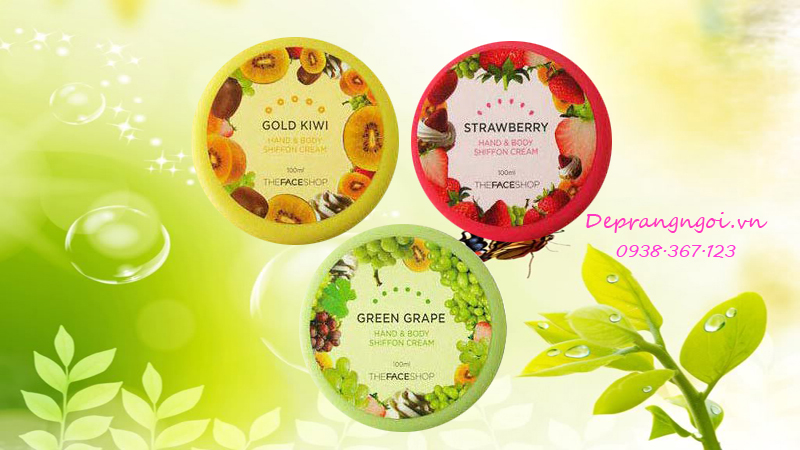 GOLD KIWI
HAND & BODY
SHIFFON CREAM
100ml
THEFACESHOP
STRAWBERRY
HAND & BODY
SHIFFON CREAM
100ml
THEFACESHOP
Deprangngoi.vn
0938·367·123
GREEN GRAPE
HAND & BODY
SHIFFON CREAM
100ml
THEFACESHOP